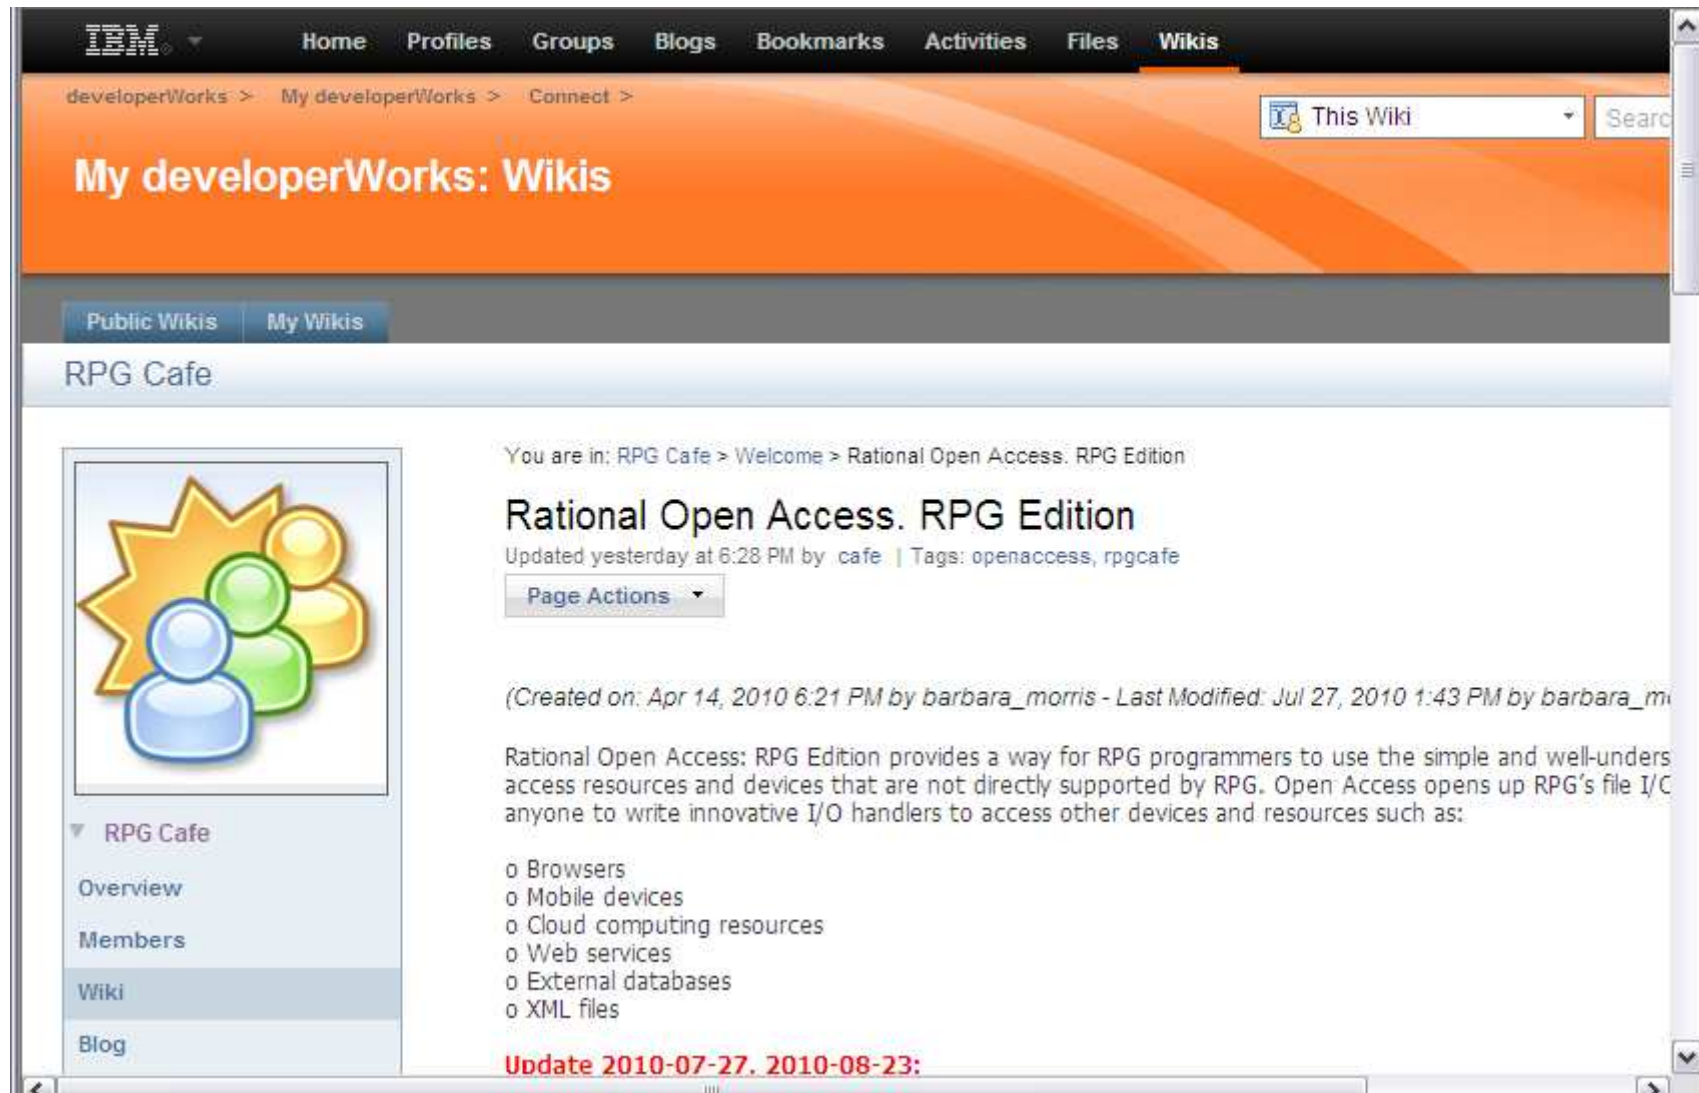 IBM®
Home Profiles Groups Blogs Bookmarks Activities Files Wikis
developerWorks > My developerWorks > Connect >
This Wiki
Searc
My developerWorks: Wikis
Public Wikis My Wikis
RPG Cafe
You are in: RPG Cafe > Welcome > Rational Open Access. RPG Edition
Rational Open Access. RPG Edition
Updated yesterday at 6:28 PM by cafe | Tags: openaccess, rpgcafe
Page Actions
(Created on: Apr 14, 2010 6:21 PM by barbara_morris - Last Modified: Jul 27, 2010 1:43 PM by barbara_m
Rational Open Access: RPG Edition provides a way for RPG programmers to use the simple and well-unders
access resources and devices that are not directly supported by RPG. Open Access opens up RPG's file I/O
anyone to write innovative I/O handlers to access other devices and resources such as:
o Browsers
o Mobile devices
o Cloud computing resources
o Web services
o External databases
o XML files
Update 2010-07-27, 2010-08-23:
RPG Cafe
Overview
Members
Wiki
Blog